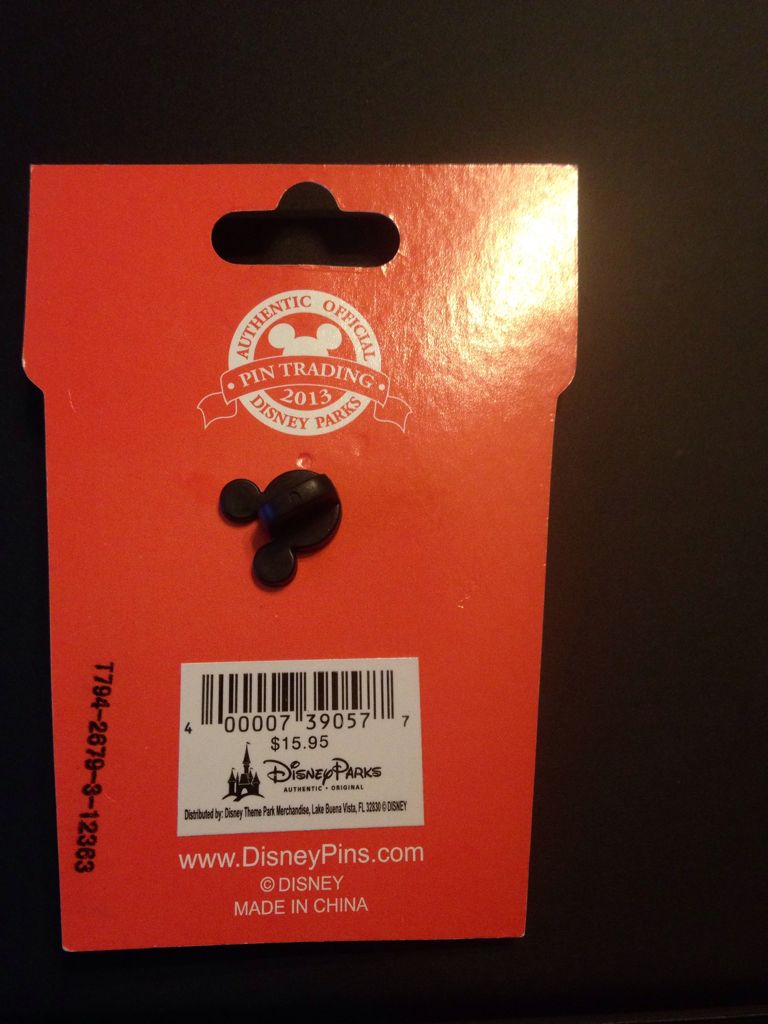 AUTHENTIC OFFICIAL
• PIN TRADING •
2013
DISNEY PARKS
T794-2679-3-12363
4 00007 39057 7
$15.95
DISNEY PARKS
AUTHENTIC • ORIGINAL
Distributed by: Disney Theme Park Merchandise, Lake Buena Vista, FL 32830 © DISNEY
www.DisneyPins.com
© DISNEY
MADE IN CHINA